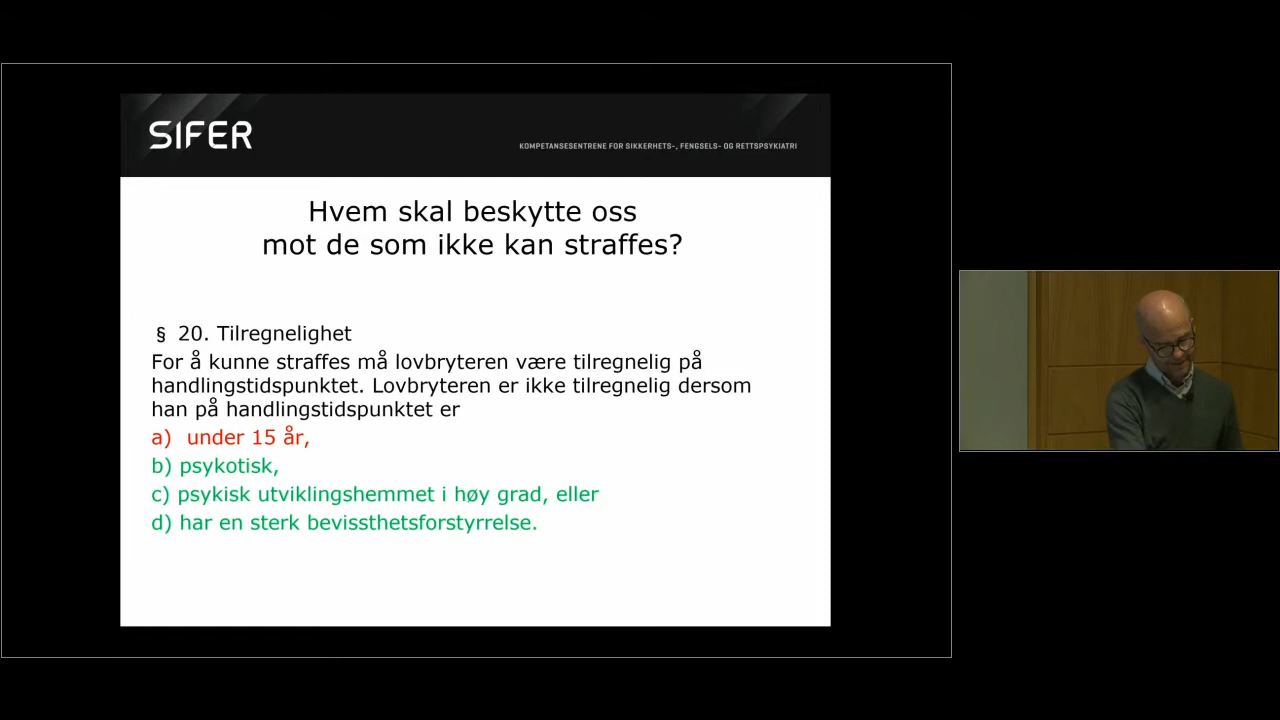 SIFER
KOMPETANSESENTRENE FOR SIKKERHETS-, FENGSELS- OG RETTSPSYKIATRI
Hvem skal beskytte oss
mot de som ikke kan straffes?
§ 20. Tilregnelighet
For å kunne straffes må lovbryteren være tilregnelig på
handlingstidspunktet. Lovbryteren er ikke tilregnelig dersom
han på handlingstidspunktet er
a) under 15 år,
b) psykotisk,
c) psykisk utviklingshemmet i høy grad, eller
d) har en sterk bevissthetsforstyrrelse.